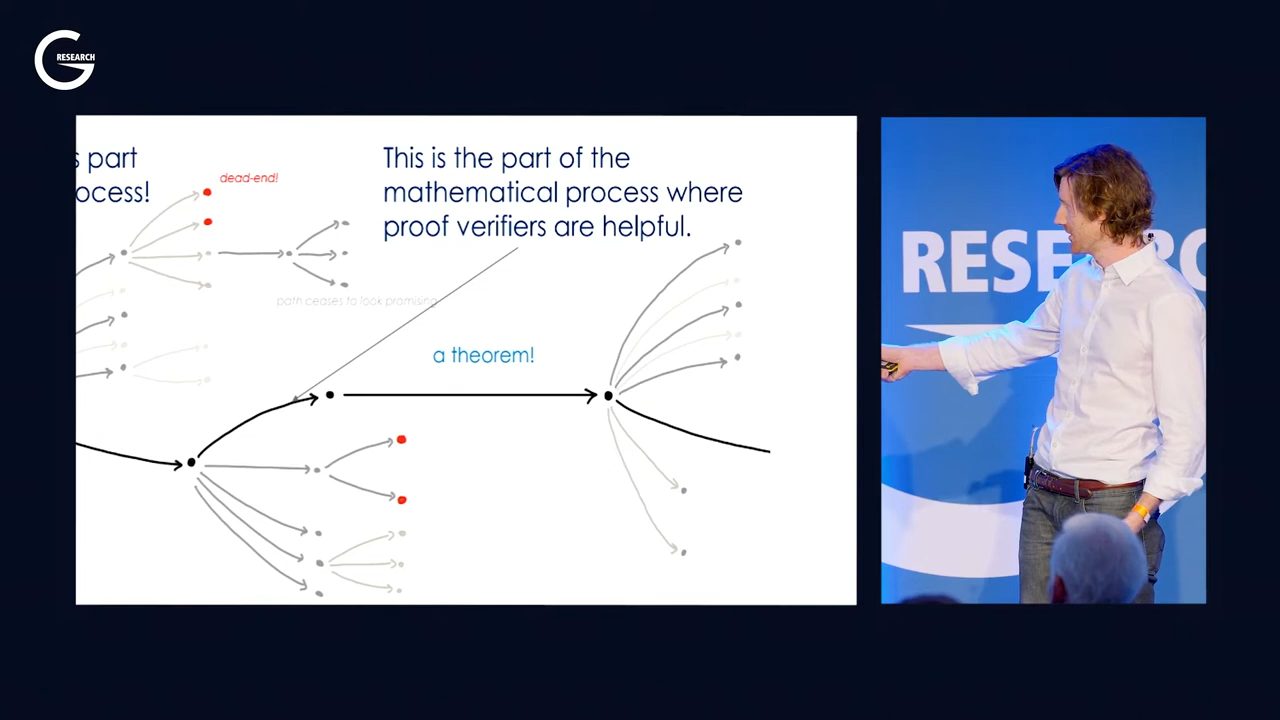 RESEARCH
s part
ocess!
dead-end!
This is the part of the
mathematical process where
proof verifiers are helpful.
path ceases to look promising
a theorem!
RESEARC